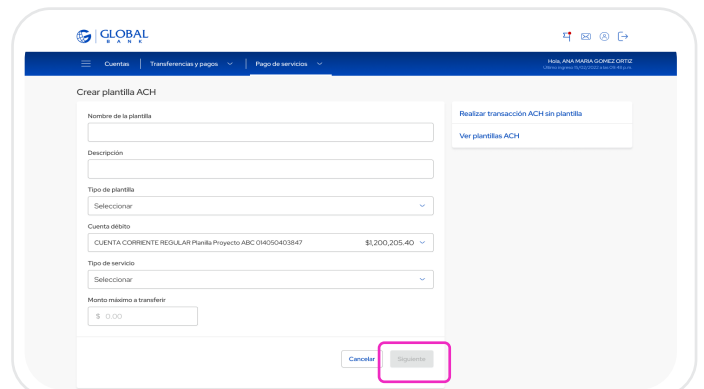 GLOBAL
BANK
Cuentas
Transferencias y pagos
Pago de servicios
Hola, ANA MARIA GOMEZ ORTIZ
Crear plantilla ACH
Nombre de la plantilla
Realizar transacción ACH sin plantilla
Ver plantillas ACH
Descripción
Tipo de plantilla
Seleccionar
Cuenta débito
CUENTA CORRIENTE REGULAR Planilla Proyecto ABC 014050403847 $1,200,205.40
Tipo de servicio
Seleccionar
Monto máximo a transferir
$ 0.00
Cancelar
Siguiente